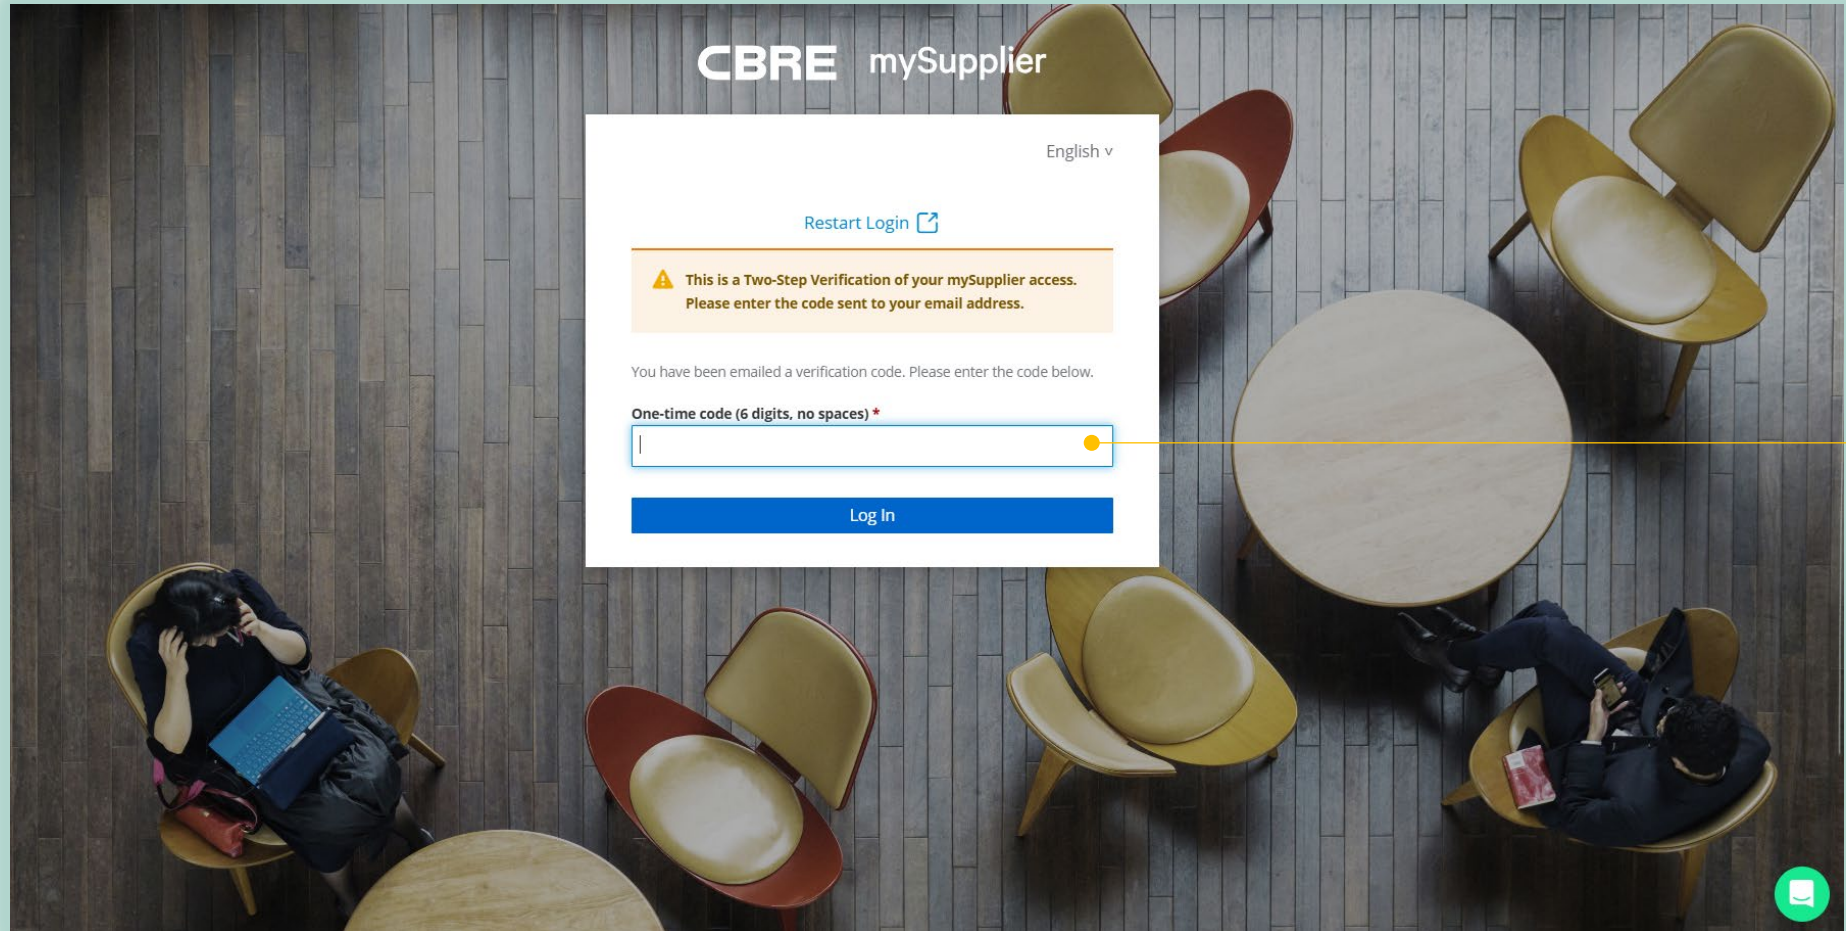 CBRE mySupplier
English v
Restart Login
This is a Two-Step Verification of your mySupplier access.
Please enter the code sent to your email address.
You have been emailed a verification code. Please enter the code below.
One-time code (6 digits, no spaces) *
Log In